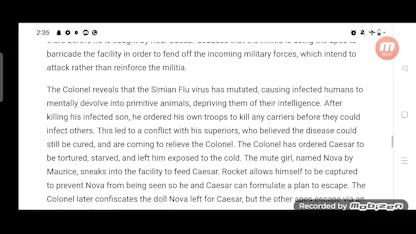 2:35
barricade the facility in order to fend off the incoming military forces, which intend to
attack rather than reinforce the militia.
The Colonel reveals that the Simian Flu virus has mutated, causing infected humans to
mentally devolve into primitive animals, depriving them of their intelligence. After
killing his infected son, he ordered his own troops to kill any carriers before they could
infect others. This led to a conflict with his superiors, who believed the disease could
still be cured, and are coming to relieve the Colonel. The Colonel has ordered Caesar to
be tortured, starved, and left him exposed to the cold. The mute girl, named Nova by
Maurice, sneaks into the facility to feed Caesar. Rocket allows himself to be captured
to prevent Nova from being seen so he and Caesar can formulate a plan to escape. The
Colonel later confiscates the doll Nova left for Caesar, but the other apes escape via an
Recorded by MOBIZEN